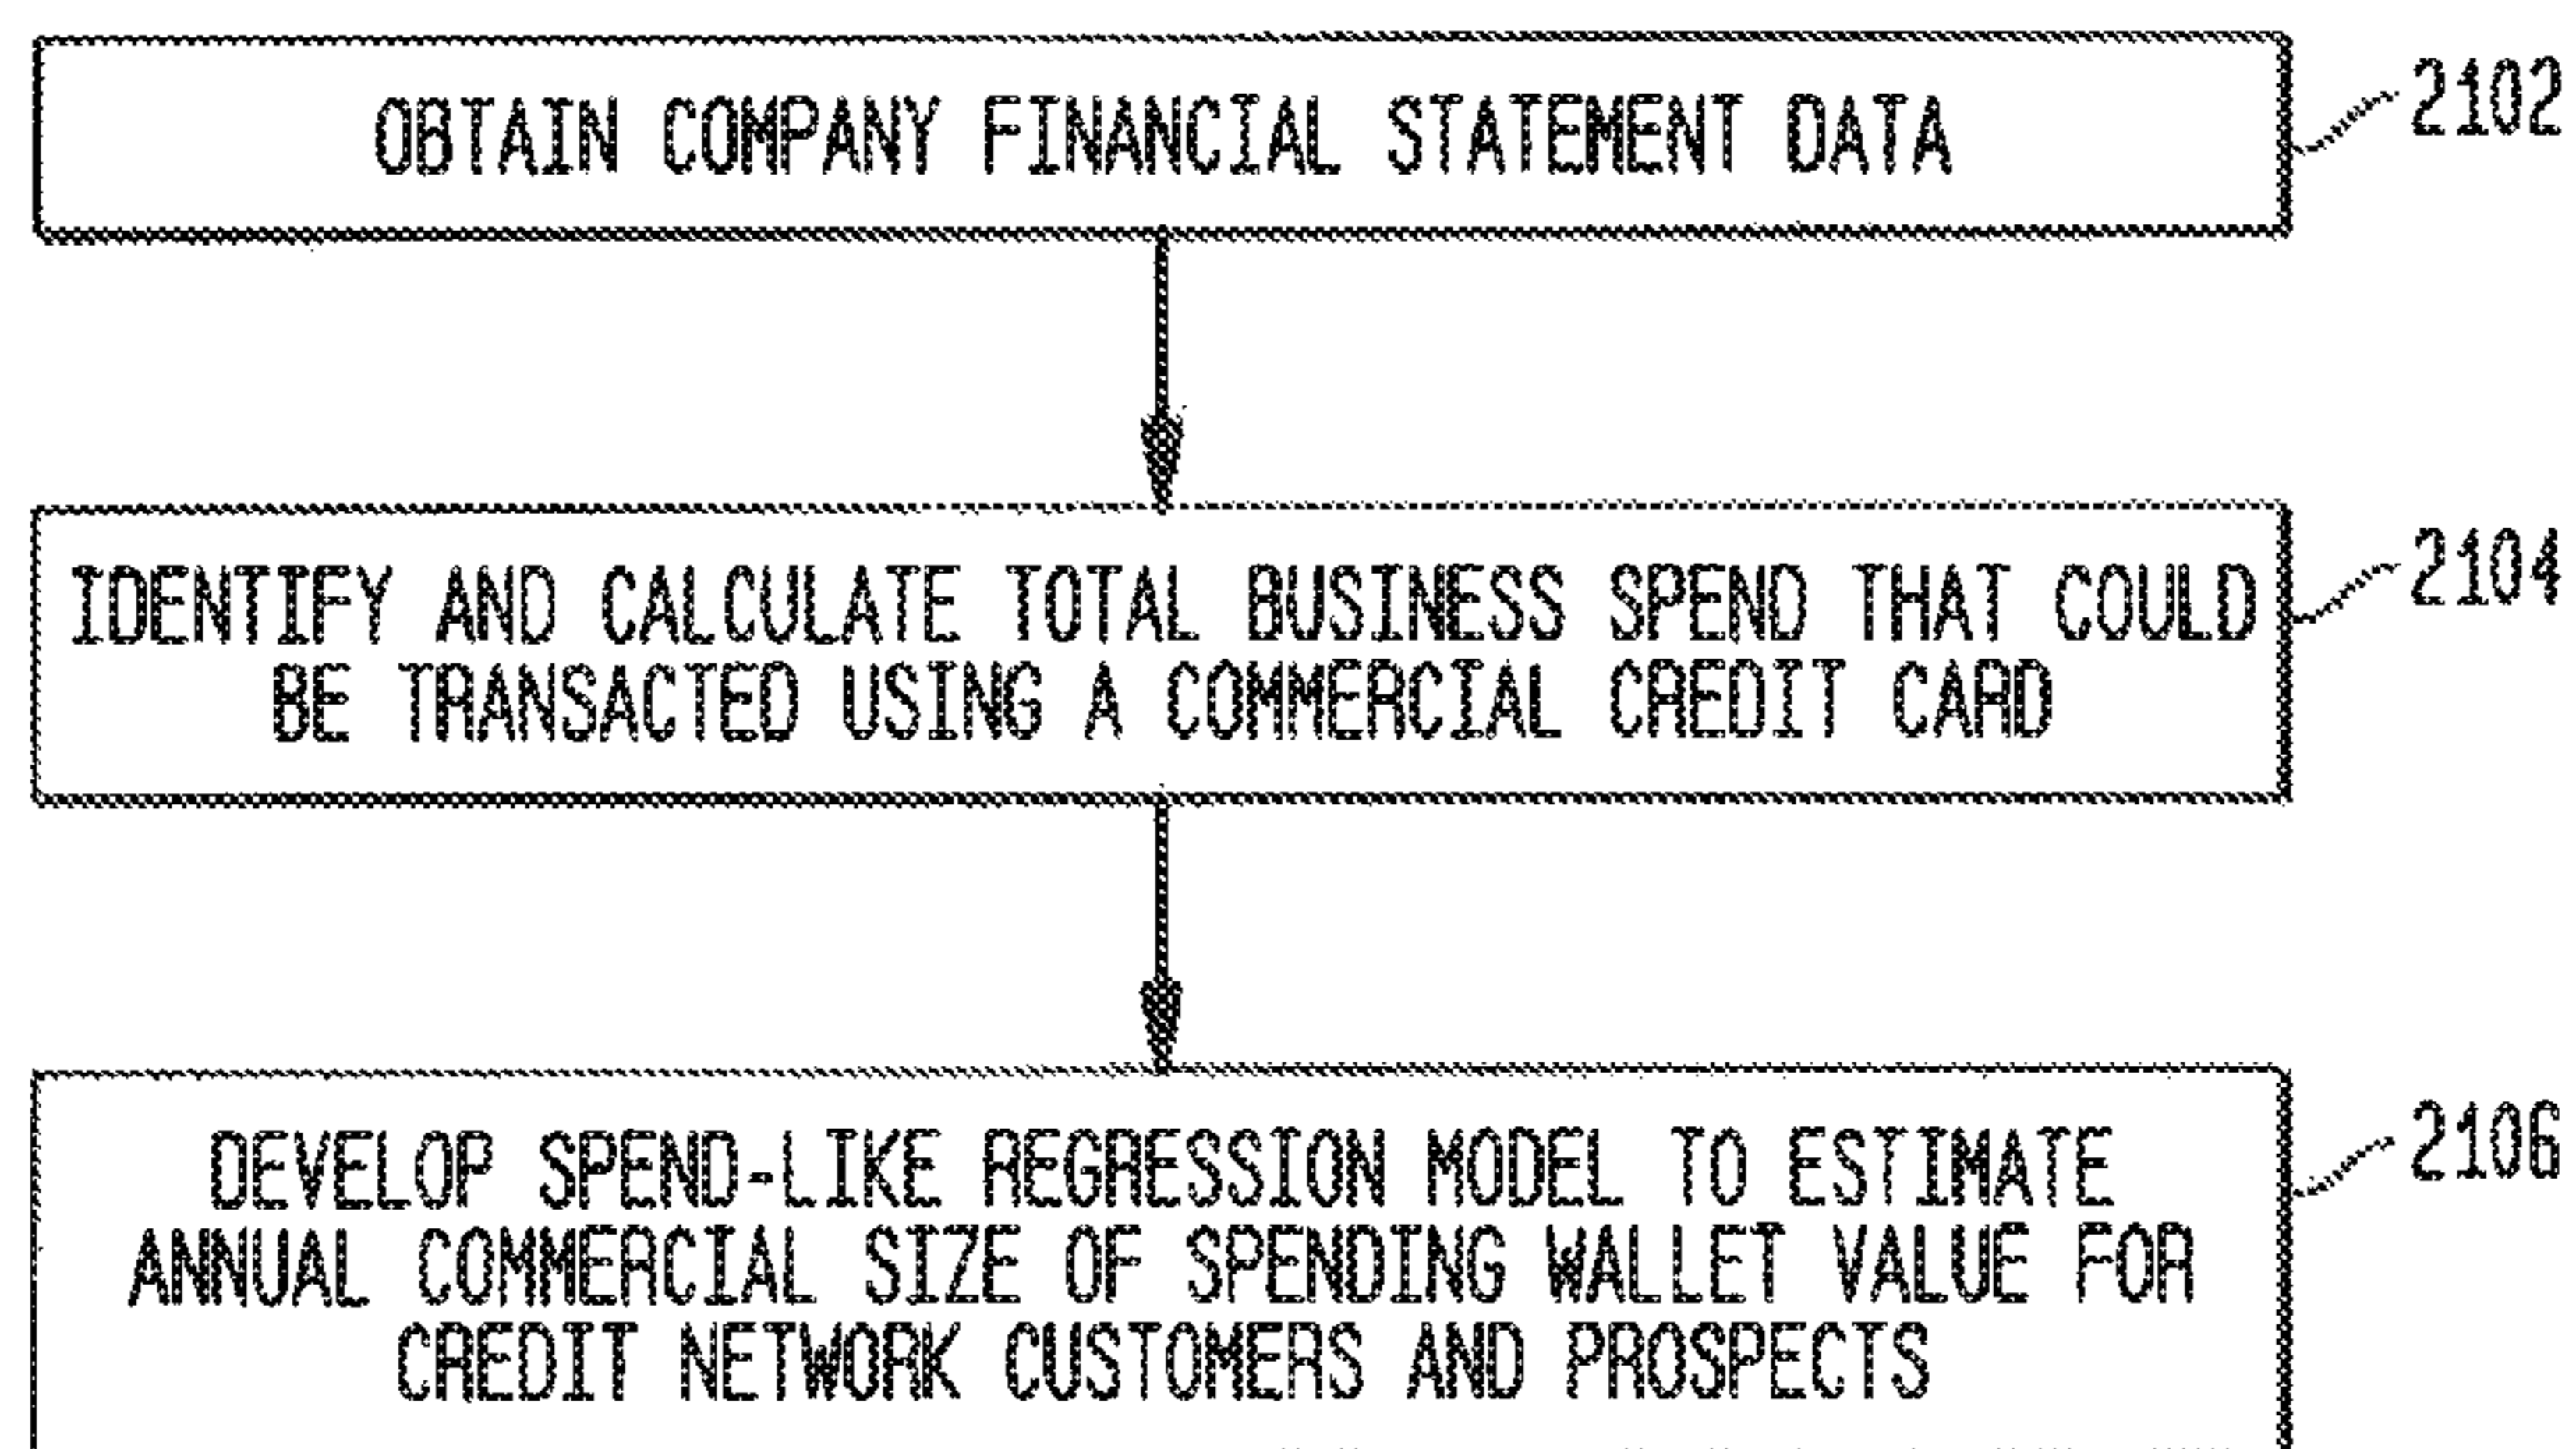 OBTAIN COMPANY FINANCIAL STATEMENT DATA
2102
IDENTIFY AND CALCULATE TOTAL BUSINESS SPEND THAT COULD
BE TRANSACTED USING A COMMERCIAL CREDIT CARD
2104
DEVELOP SPEND-LIKE REGRESSION MODEL TO ESTIMATE
ANNUAL COMMERCIAL SIZE OF SPENDING WALLET VALUE FOR
CREDIT NETWORK CUSTOMERS AND PROSPECTS
2106